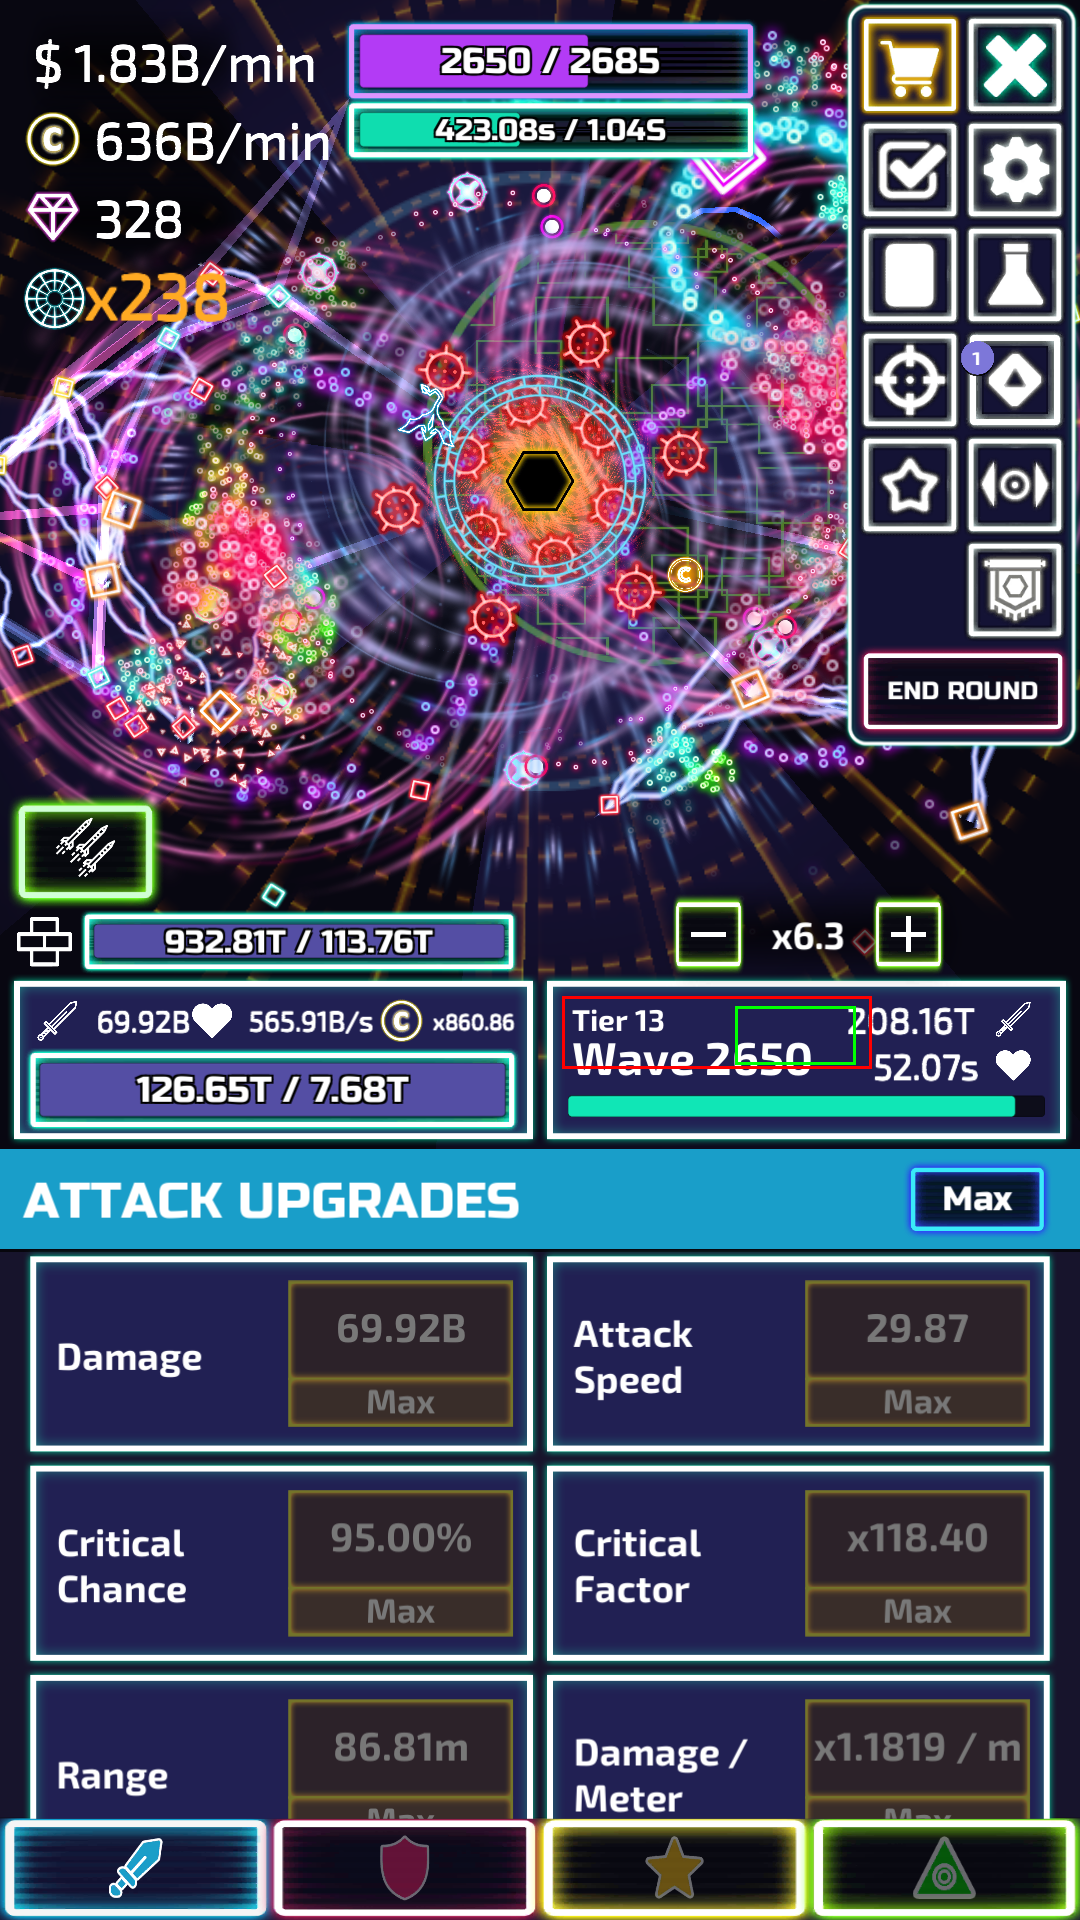 $ 1.83B/min
2650 / 2685
C 636B/min
423.08s / 1.04S
328
x238
1
END ROUND
932.81T / 113.76T
x6.3
69.92B 565.91B/s C x860.86
Tier 13 208.16T
Wave 2650 52.07s
126.65T / 7.68T
ATTACK UPGRADES Max
Damage 69.92B Max
Attack Speed 29.87 Max
Critical Chance 95.00% Max
Critical Factor x118.40 Max
Range 86.81m Max
Damage / Meter x1.1819 / m Max